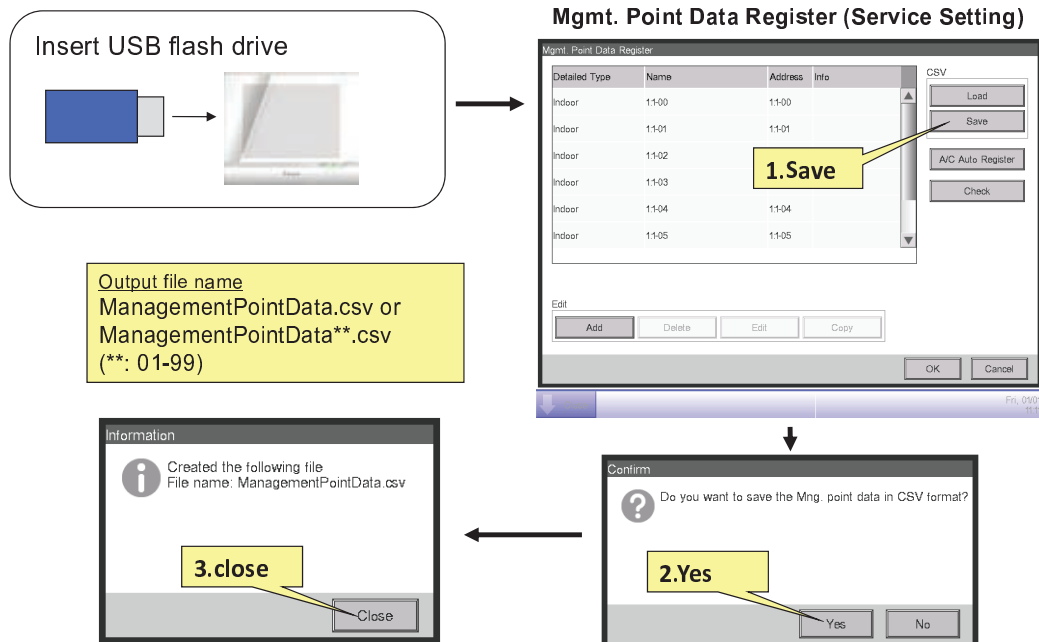 Insert USB flash drive
Mgmt. Point Data Register (Service Setting)
Mgmt. Point Data Register
Detailed Type Name Address Info
Indoor 1:1-00 1:1-00
Indoor 1:1-01 1:1-01
Indoor 1:1-02
Indoor 1:1-03
Indoor 1:1-04 1:1-04
Indoor 1:1-05 1:1-05
CSV
Load
Save
A/C Auto Register
Check
1.Save
Edit
Add Delete Edit Copy
OK Cancel
Fri, 01/01
Output file name
ManagementPointData.csv or
ManagementPointData**.csv
(**: 01-99)
Information
Created the following file
File name: ManagementPointData.csv
3.close
Close
Confirm
Do you want to save the Mng. point data in CSV format?
2.Yes
Yes No